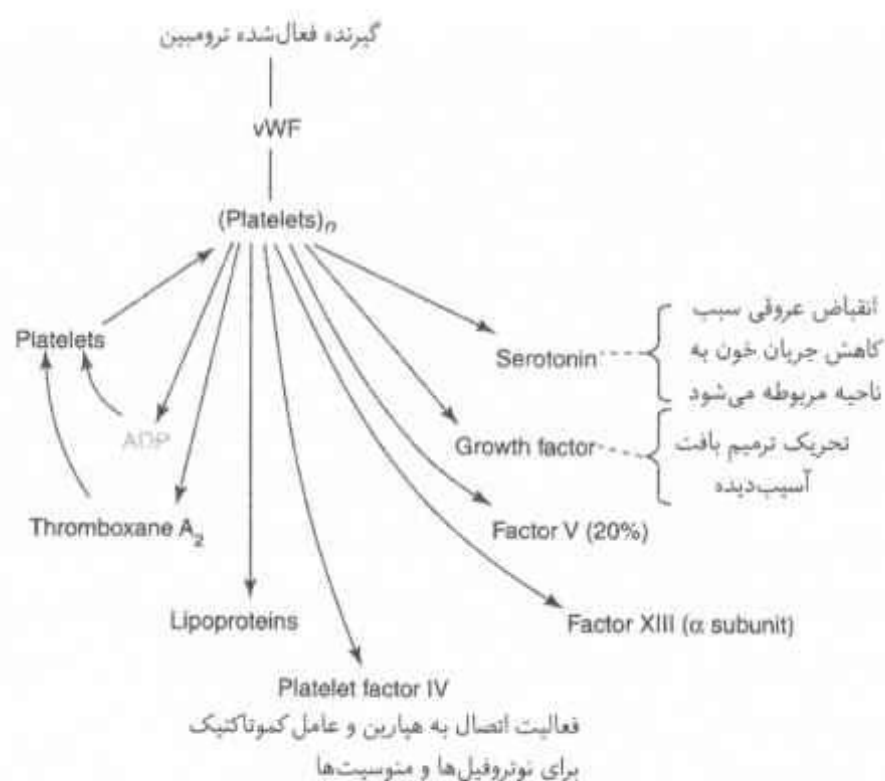 گیرنده فعال‌شده ترومبین
vWF
(Platelets)n
Platelets
ADP
Thromboxane A2
Lipoproteins
Platelet factor IV
فعالیت اتصال به هپارین و عامل کموتاکتیک
برای نوتروفیل‌ها و منوسیت‌ها
Serotonin
انقباض عروقی سبب
کاهش جریان خون به
ناحیه مربوطه می‌شود
Growth factor
تحریک ترمیم بافت
آسیب‌دیده
Factor V (20%)
Factor XIII (α subunit)